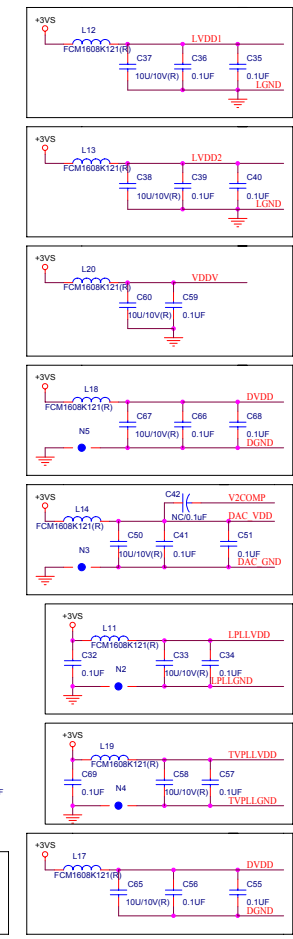 +3VS
L12
FCM1608K121(R)
LVDD1
C37
C36
C35
10U/10V(R)
0.1UF
0.1UF
LGND
+3VS
L13
FCM1608K121(R)
LVDD2
C38
C39
C40
10U/10V(R)
0.1UF
0.1UF
LGND
+3VS
L20
FCM1608K121(R)
VDDV
C60
C59
10U/10V(R)
0.1UF
+3VS
L18
FCM1608K121(R)
DVDD
C67
C66
C68
N5
10U/10V(R)
0.1UF
0.1UF
DGND
+3VS
C42
V2COMP
L14
NC/0.1uF
DAC_VDD
FCM1608K121(R)
C50
C41
C51
N3
10U/10V(R)
0.1UF
0.1UF
DAC_GND
+3VS
L11
LPLLVDD
FCM1608K121(R)
C32
C33
C34
0.1UF
N2
10U/10V(R)
0.1UF
LPLLGND
+3VS
L19
TVPLLVDD
FCM1608K121(R)
C69
C58
C57
0.1UF
N4
10U/10V(R)
0.1UF
TVPLLGND
F
+3VS
L17
DVDD
FCM1608K121(R)
C65
C56
C55
10U/10V(R)
0.1UF
0.1UF
DGND